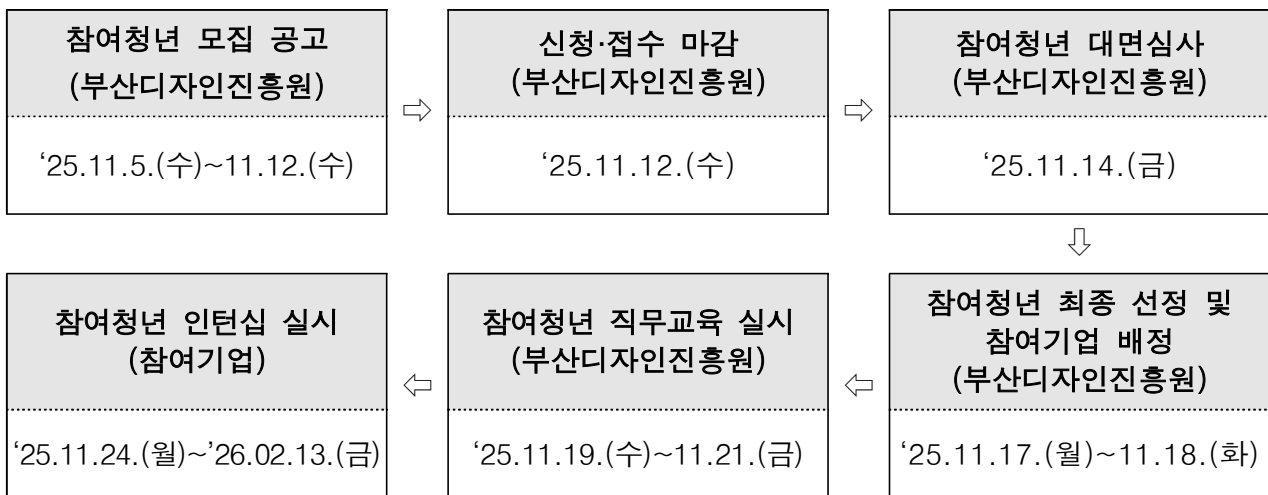 참여청년 모집 공고
(부산디자인진흥원)
'25.11.5.(수)~11.12.(수)
⇨
신청·접수 마감
(부산디자인진흥원)
‘25.11.12.(수)
⇨
참여청년 대면심사
(부산디자인진흥원)
‘25.11.14.(금)
⇩
참여청년 최종 선정 및
참여기업 배정
(부산디자인진흥원)
‘25.11.17.(월)~11.18.(화)
⇦
참여청년 직무교육 실시
(부산디자인진흥원)
‘25.11.19.(수)~11.21.(금)
⇦
참여청년 인턴십 실시
(참여기업)
‘25.11.24.(월)~’26.02.13.(금)